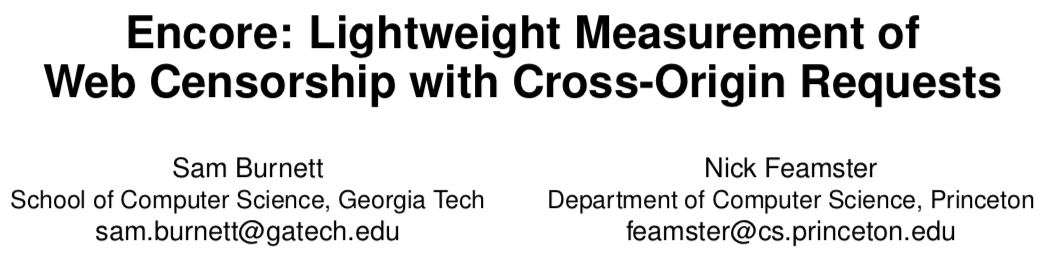 Encore: Lightweight Measurement of
Web Censorship with Cross-Origin Requests
Sam Burnett
School of Computer Science, Georgia Tech
sam.burnett@gatech.edu
Nick Feamster
Department of Computer Science, Princeton
feamster@cs.princeton.edu